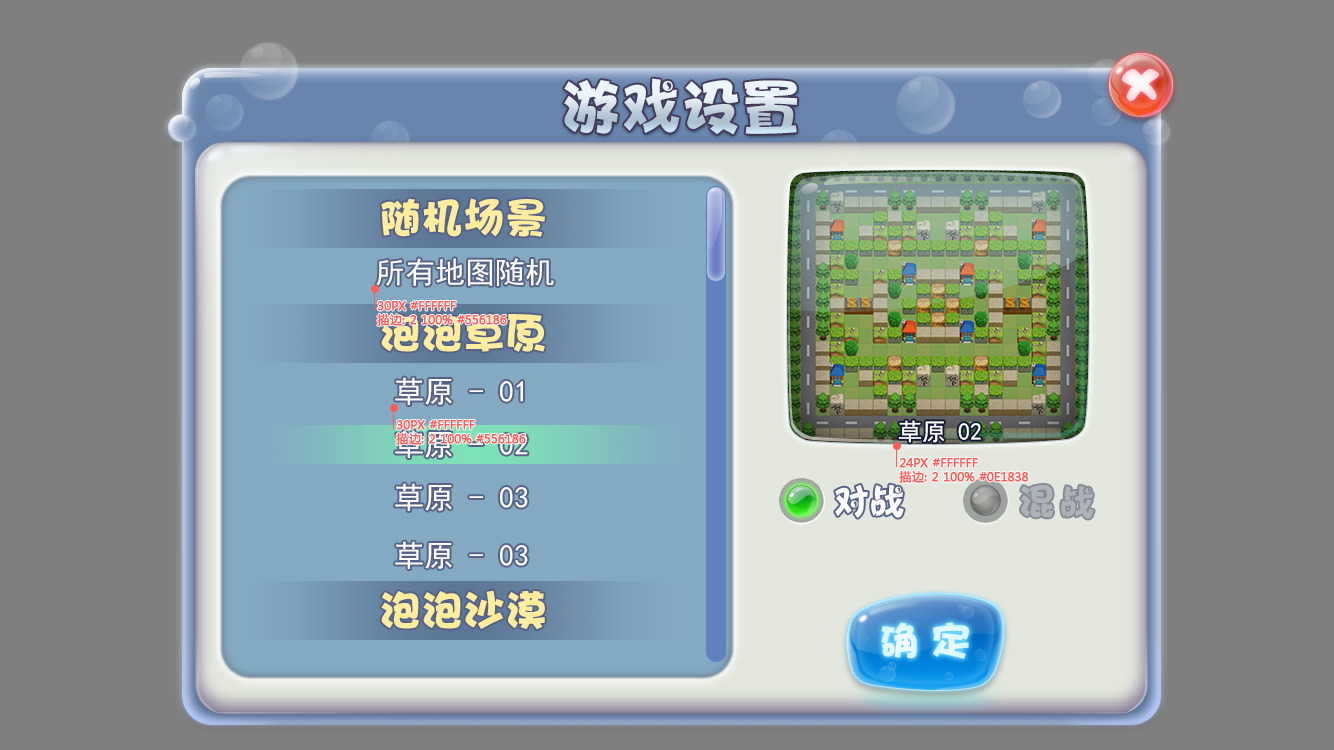 游戏设置
随机场景
所有地图随机
30PX #FFFFFF
描边: 2 100% #556186
泡泡草原
草原 - 01
30PX #FFFFFF
描边: 2 100% #556186
草原 - 02
草原 - 03
草原 - 03
泡泡沙漠
草原 02
24PX #FFFFFF
描边: 2 100% #0E1838
对战
混战
确定